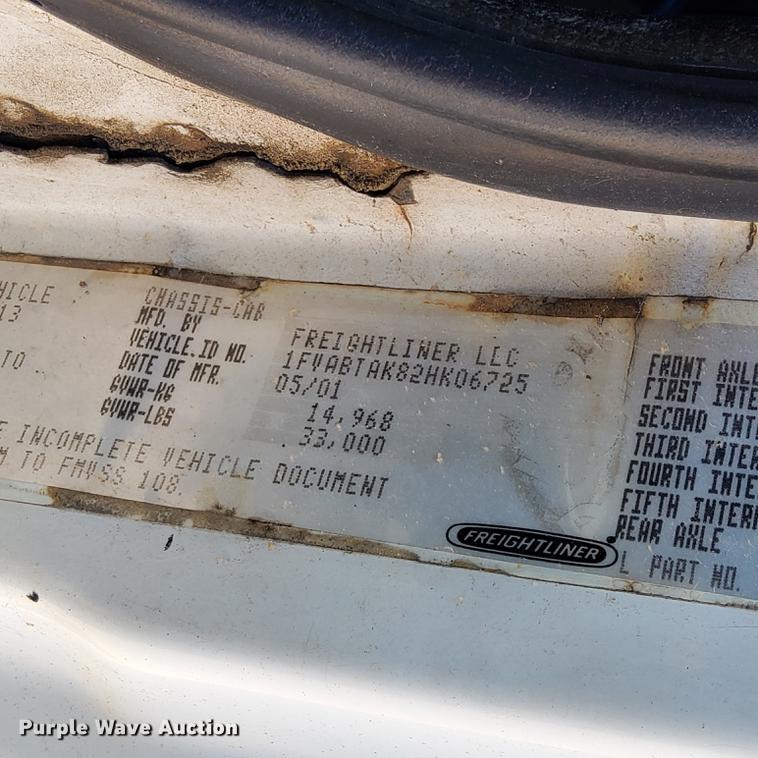 HICLE
13
TO
CHASSIS-CAB
MFD. BY
VEHICLE.ID NO.
DATE OF MFR.
GVWR-KG
GVWR-LBS
FREIGHTLINER LLC
1FVABTAK82HK06725
05/01
14,968
33,000
E INCOMPLETE VEHICLE DOCUMENT
M TO FMVSS 108
FREIGHTLINER
FRONT AXLE
FIRST INTE
SECOND INT
THIRD INTER
FOURTH INTE
FIFTH INTERM
REAR AXLE
L PART NO.
Purple Wave Auction